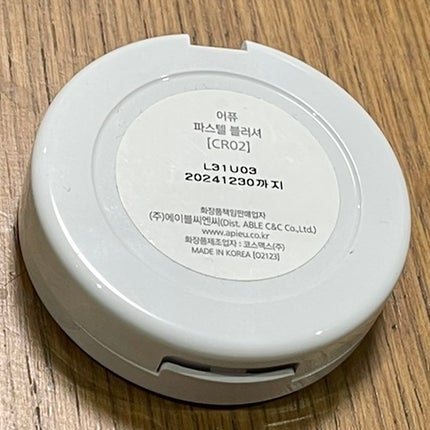 어퓨
파스텔 블러셔
[CR02]
L31U03
20241230까지
화장품책임판매업자
(주)에이블씨엔씨(Dist. ABLE C&C Co.,Ltd.)
www.apieu.co.kr
화장품제조업자 : 코스맥스(주)
MADE IN KOREA [02123]